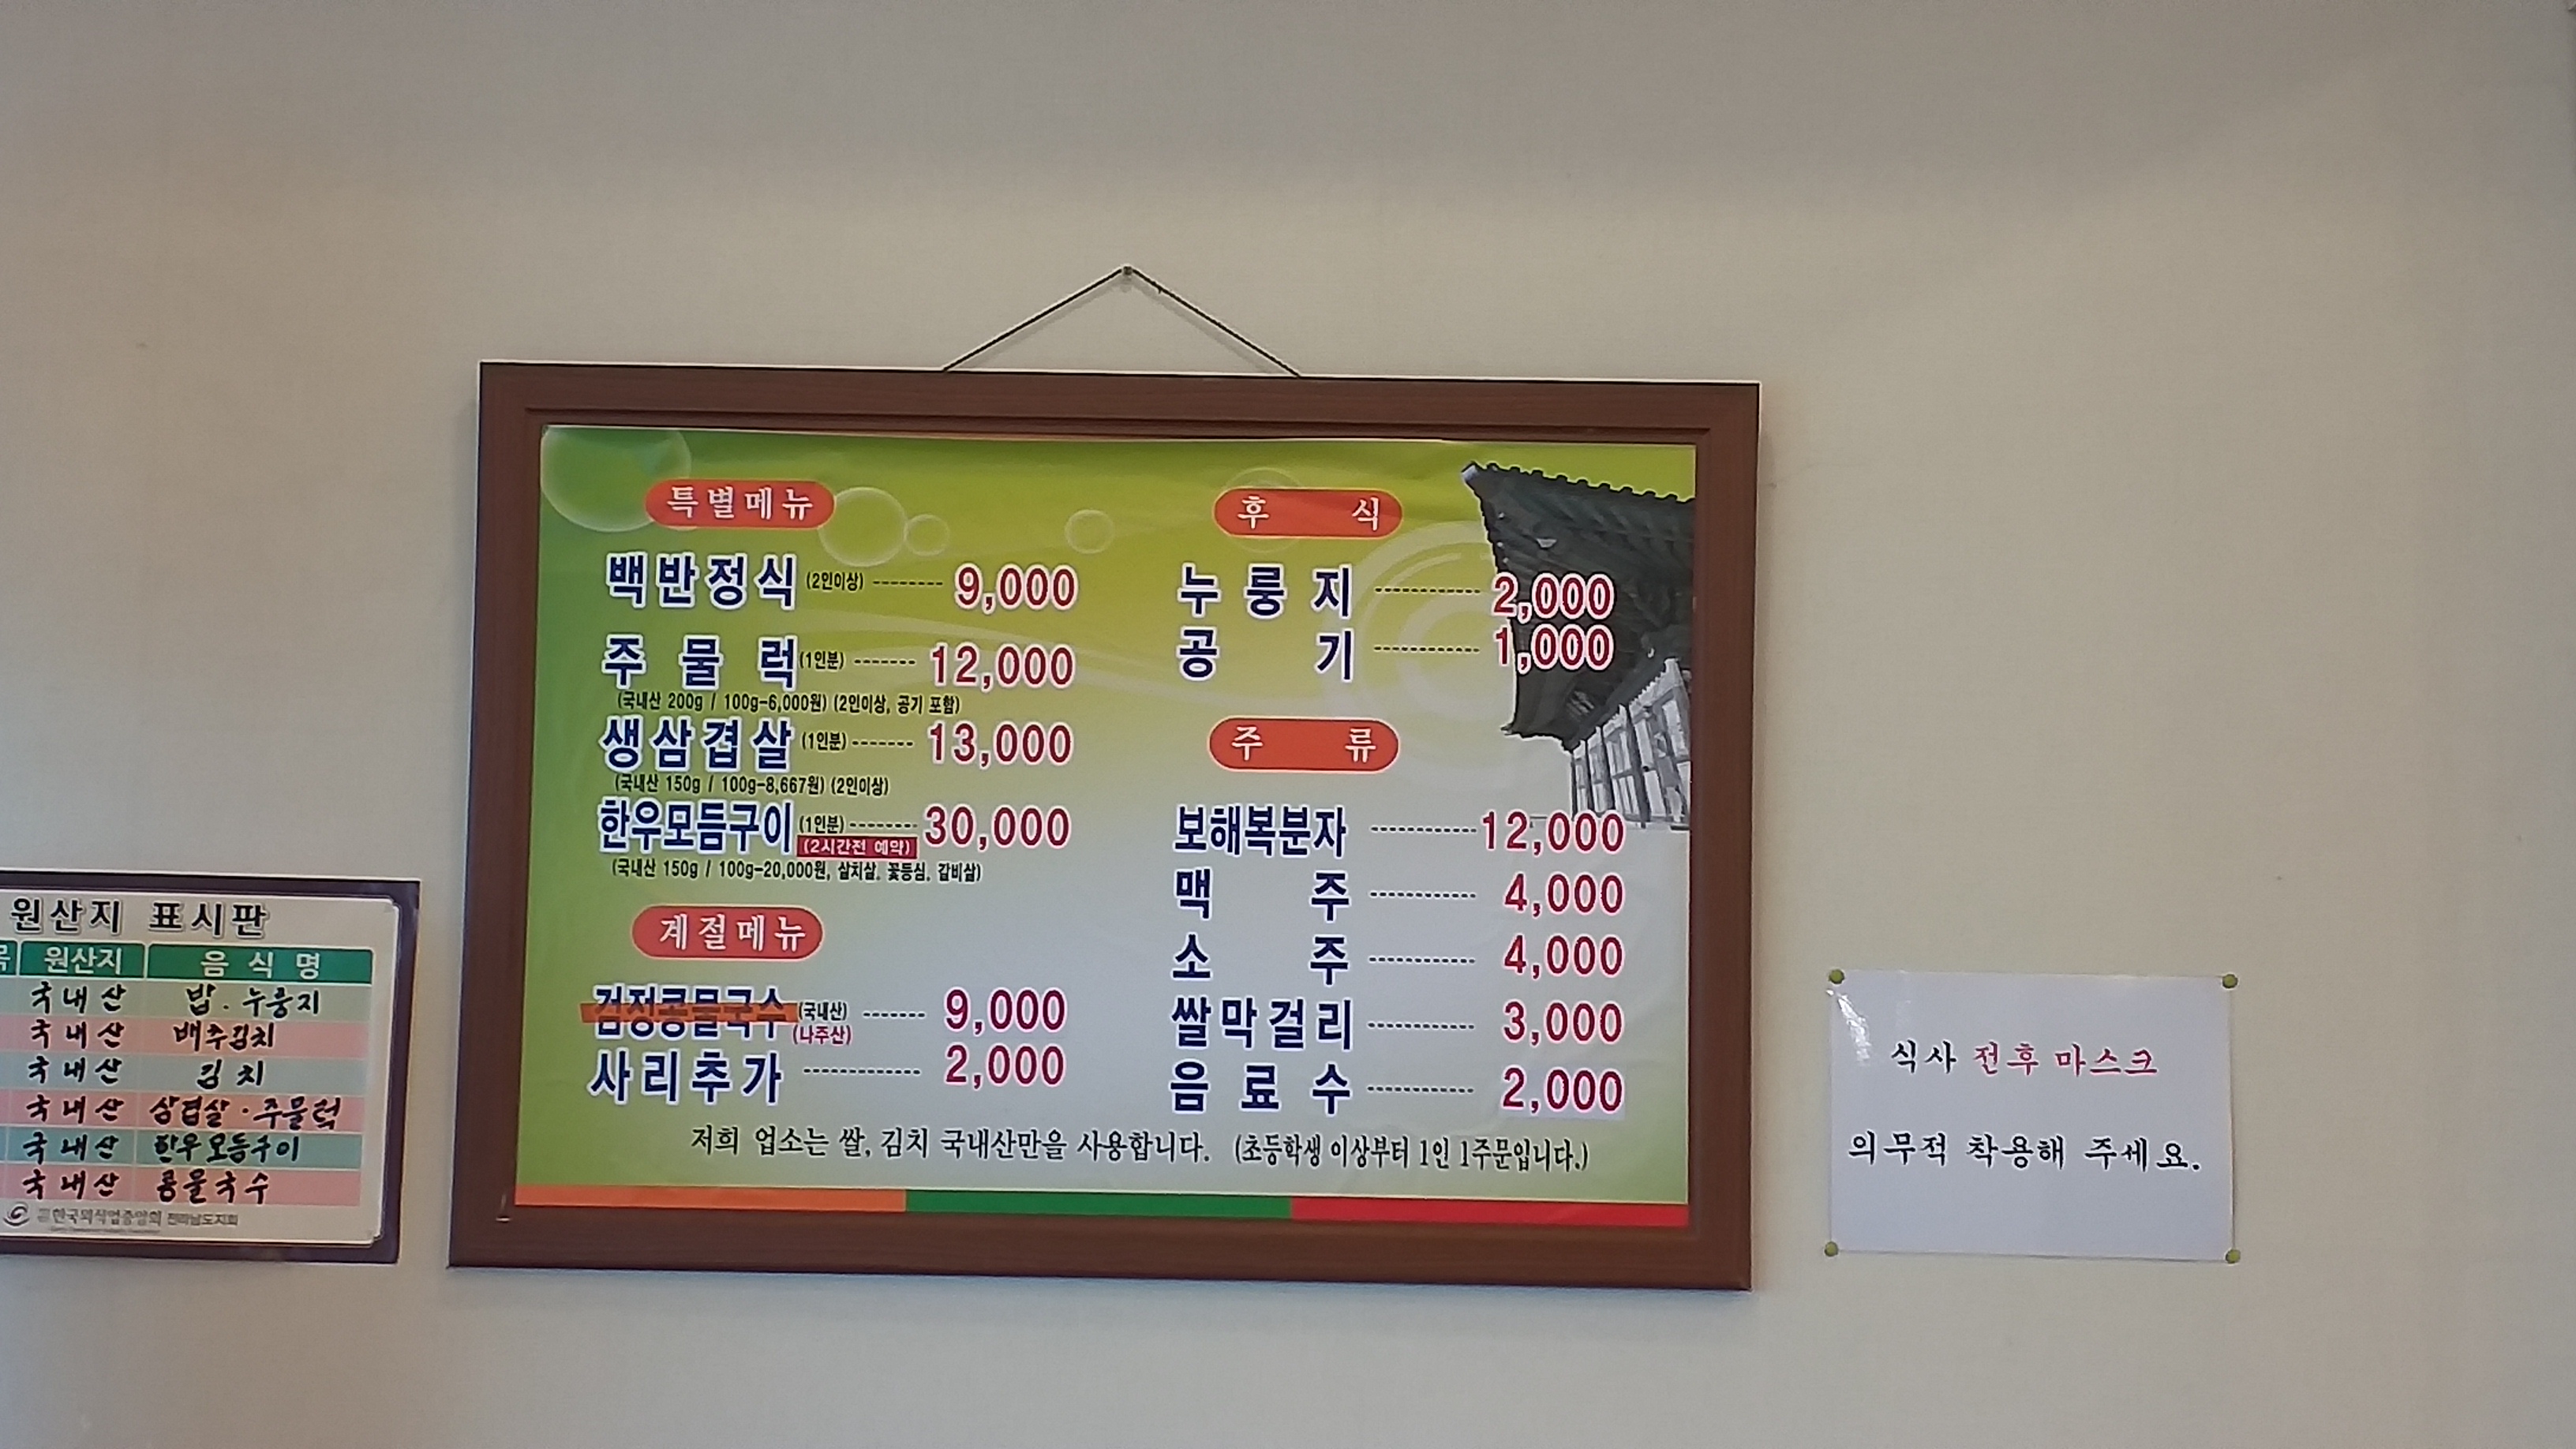 특별메뉴
백반정식 (2인이상) -------- 9,000
주물럭 (1인분) ------- 12,000
(국내산 200g / 100g-6,000원) (2인이상, 공기 포함)
생삼겹살 (1인분) ------- 13,000
(국내산 150g / 100g-8,667원) (2인이상)
한우모듬구이 (1인분) -------- 30,000
(2시간전 예약)
(국내산 150g / 100g-20,000원, 살치살, 꽃등심, 갈비살)
계절메뉴
검정콩물국수 (국내산) ------- 9,000
(나주산)
사리추가 ------------- 2,000
후식
누룽지 ------------ 2,000
공기 ------------ 1,000
주류
보해복분자 ------------ 12,000
맥주 ------------ 4,000
소주 ------------ 4,000
쌀막걸리 ------------ 3,000
음료수 ------------ 2,000
저희 업소는 쌀, 김치 국내산만을 사용합니다. (초등학생 이상부터 1인 1주문입니다.)
원산지 표시판
원산지 음식명
국내산 밥·누룽지
국내산 배추김치
국내산 김치
국내산 삼겹살·주물럭
국내산 한우모듬구이
국내산 콩물국수
한국외식업중앙회 전라남도지회
식사 전후 마스크
의무적 착용해 주세요.